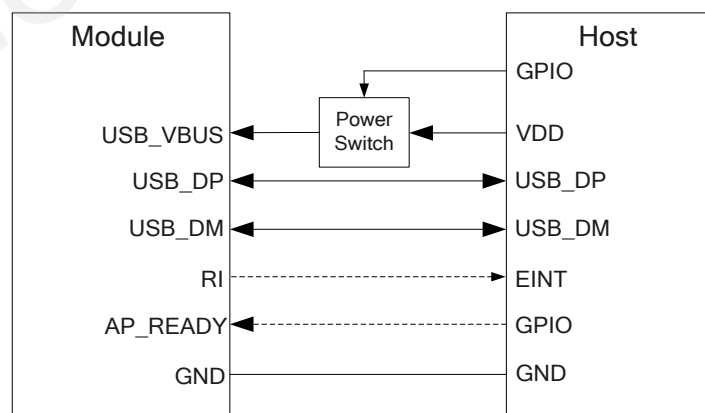 Module
Host
GPIO
Power
Switch
USB_VBUS
VDD
USB_DP
USB_DP
USB_DM
USB_DM
RI
EINT
AP_READY
GPIO
GND
GND